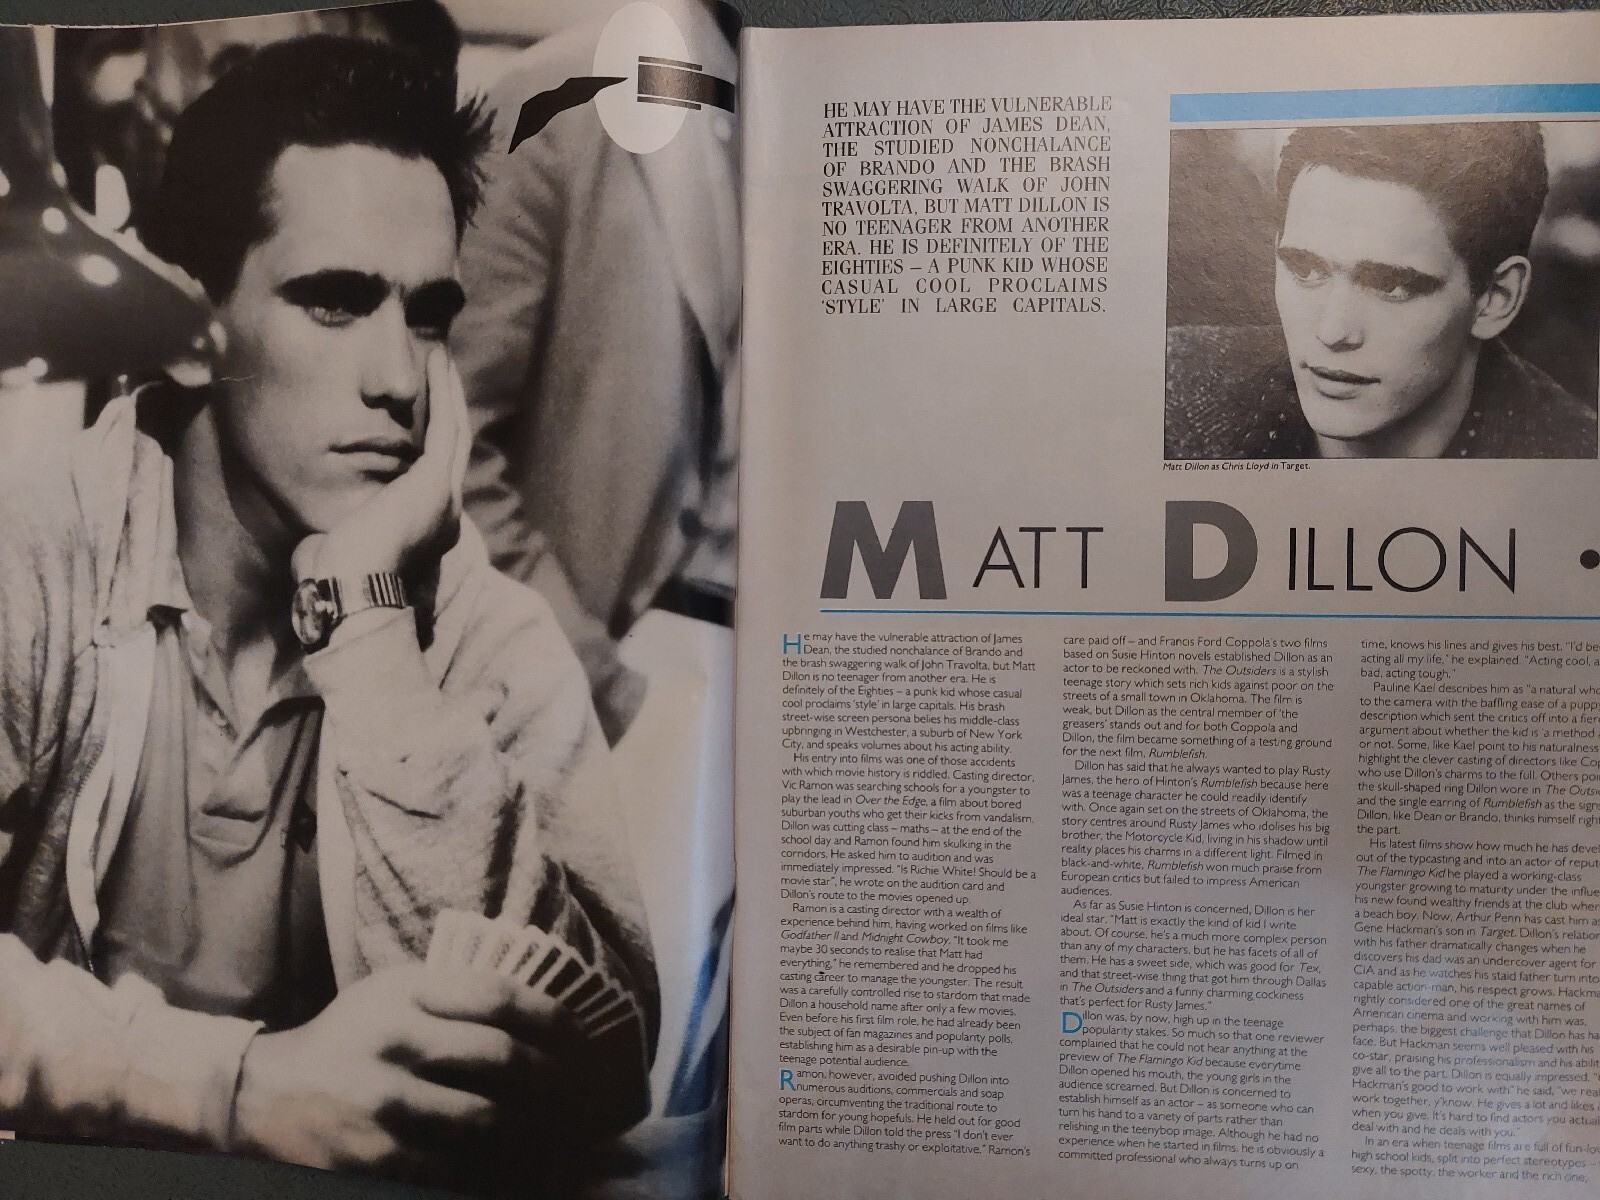 HE MAY HAVE THE VULNERABLE
ATTRACTION OF JAMES DEAN,
THE STUDIED NONCHALANCE
OF BRANDO AND THE BRASH
SWAGGERING WALK OF JOHN
TRAVOLTA, BUT MATT DILLON IS
NO TEENAGER FROM ANOTHER
ERA. HE IS DEFINITELY OF THE
EIGHTIES – A PUNK KID WHOSE
CASUAL COOL PROCLAIMS
'STYLE' IN LARGE CAPITALS.
Matt Dillon as Chris Lloyd in Target.
MATT DILLON •
He may have the vulnerable attraction of James
Dean, the studied nonchalance of Brando and
the brash swaggering walk of John Travolta, but Matt
Dillon is no teenager from another era. He is
definitely of the Eighties – a punk kid whose casual
cool proclaims 'style' in large capitals. His brash
street-wise screen persona belies his middle-class
upbringing in Westchester, a suburb of New York
City, and speaks volumes about his acting ability.
His entry into films was one of those accidents
with which movie history is riddled. Casting director,
Vic Ramon was searching schools for a youngster to
play the lead in Over the Edge, a film about bored
suburban youths who get their kicks from vandalism.
Dillon was cutting class – maths – at the end of the
school day and Ramon found him skulking in the
corridors. He asked him to audition and was
immediately impressed. "Is Richie White! Should be a
movie star", he wrote on the audition card and
Dillon's route to the movies opened up.
Ramon is a casting director with a wealth of
experience behind him, having worked on films like
Godfather II and Midnight Cowboy. "It took me
maybe 30 seconds to realise that Matt had
everything," he remembered and he dropped his
casting career to manage the youngster. The result
was a carefully controlled rise to stardom that made
Dillon a household name after only a few movies.
Even before his first film role, he had already been
the subject of fan magazines and popularity polls,
establishing him as a desirable pin-up with the
teenage potential audience.
Ramon, however, avoided pushing Dillon into
numerous auditions, commercials and soap
operas, circumventing the traditional route to
stardom for young hopefuls. He held out for good
film parts while Dillon told the press "I don't ever
want to do anything trashy or exploitative." Ramon's
care paid off – and Francis Ford Coppola's two films
based on Susie Hinton novels established Dillon as an
actor to be reckoned with. The Outsiders is a stylish
teenage story which sets rich kids against poor on the
streets of a small town in Oklahoma. The film is
weak, but Dillon as the central member of 'the
greasers' stands out and for both Coppola and
Dillon, the film became something of a testing ground
for the next film, Rumblefish.
Dillon has said that he always wanted to play Rusty
James, the hero of Hinton's Rumblefish because here
was a teenage character he could readily identify
with. Once again set on the streets of Oklahoma, the
story centres around Rusty James who idolises his big
brother, the Motorcycle Kid, living in his shadow until
reality places his charms in a different light. Filmed in
black-and-white, Rumblefish won much praise from
European critics but failed to impress American
audiences.
As far as Susie Hinton is concerned, Dillon is her
ideal star. "Matt is exactly the kind of kid I write
about. Of course, he's a much more complex person
than any of my characters, but he has facets of all of
them. He has a sweet side, which was good for Tex,
and that street-wise thing that got him through Dallas
in The Outsiders and a funny charming cockiness
that's perfect for Rusty James."
Dillon was, by now, high up in the teenage
popularity stakes. So much so that one reviewer
complained that he could not hear anything at the
preview of The Flamingo Kid because everytime
Dillon opened his mouth, the young girls in the
audience screamed. But Dillon is concerned to
establish himself as an actor – as someone who can
turn his hand to a variety of parts rather than
relishing in the teenybop image. Although he had no
experience when he started in films, he is obviously a
committed professional who always turns up on
time, knows his lines and gives his best. "I'd be
acting all my life," he explained. "Acting cool, a
bad, acting tough."
Pauline Kael describes him as "a natural who
to the camera with the baffling ease of a puppy
description which sent the critics off into a fier
argument about whether the kid is 'a method a
or not. Some, like Kael point to his naturalness
highlight the clever casting of directors like Cop
who use Dillon's charms to the full. Others poi
the skull-shaped ring Dillon wore in The Outsi
and the single earring of Rumblefish as the signs
Dillon, like Dean or Brando, thinks himself right
the part.
His latest films show how much he has devel
out of the typcasting and into an actor of reput
The Flamingo Kid he played a working-class
youngster growing to maturity under the influe
his new found wealthy friends at the club wher
a beach boy. Now, Arthur Penn has cast him as
Gene Hackman's son in Target. Dillon's relation
with his father dramatically changes when he
discovers his dad was an undercover agent for
CIA and as he watches his staid father turn into
capable action-man, his respect grows. Hackma
rightly considered one of the great names of
American cinema and working with him was,
perhaps, the biggest challenge that Dillon has ha
face. But Hackman seems well pleased with his
co-star, praising his professionalism and his abilit
give all to the part. Dillon is equally impressed.
Hackman's good to work with" he said, "we real
work together, y'know. He gives a lot and likes
when you give. It's hard to find actors you actual
deal with and he deals with you."
In an era when teenage films are full of fun-lov
high school kids, split into perfect stereotypes –
sexy, the spotty, the worker and the rich one,